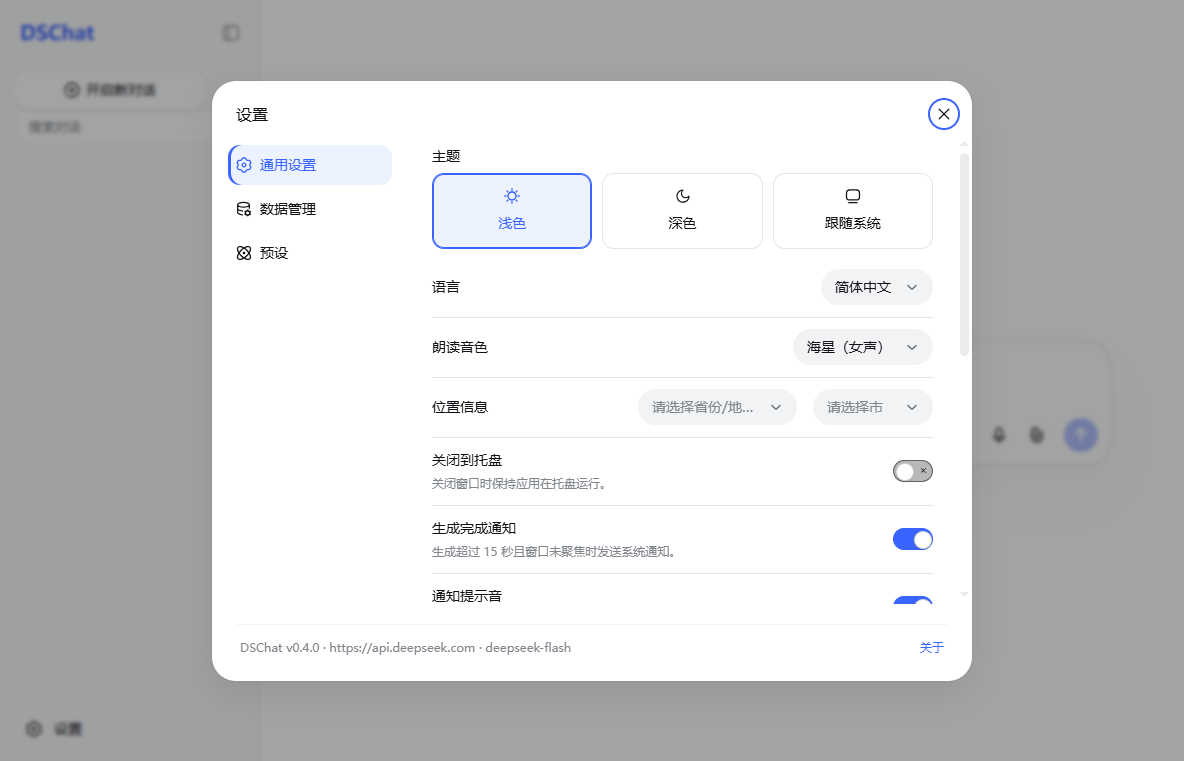 DSChat
开启新对话
搜索对话
设置
通用设置
数据管理
预设
主题
浅色
深色
跟随系统
语言
简体中文
朗读音色
海星（女声）
位置信息
请选择省份/地...
请选择市
关闭到托盘
关闭窗口时保持应用在托盘运行。
生成完成通知
生成超过 15 秒且窗口未聚焦时发送系统通知。
通知提示音
DSChat v0.4.0 · https://api.deepseek.com · deepseek-flash
关于
设置